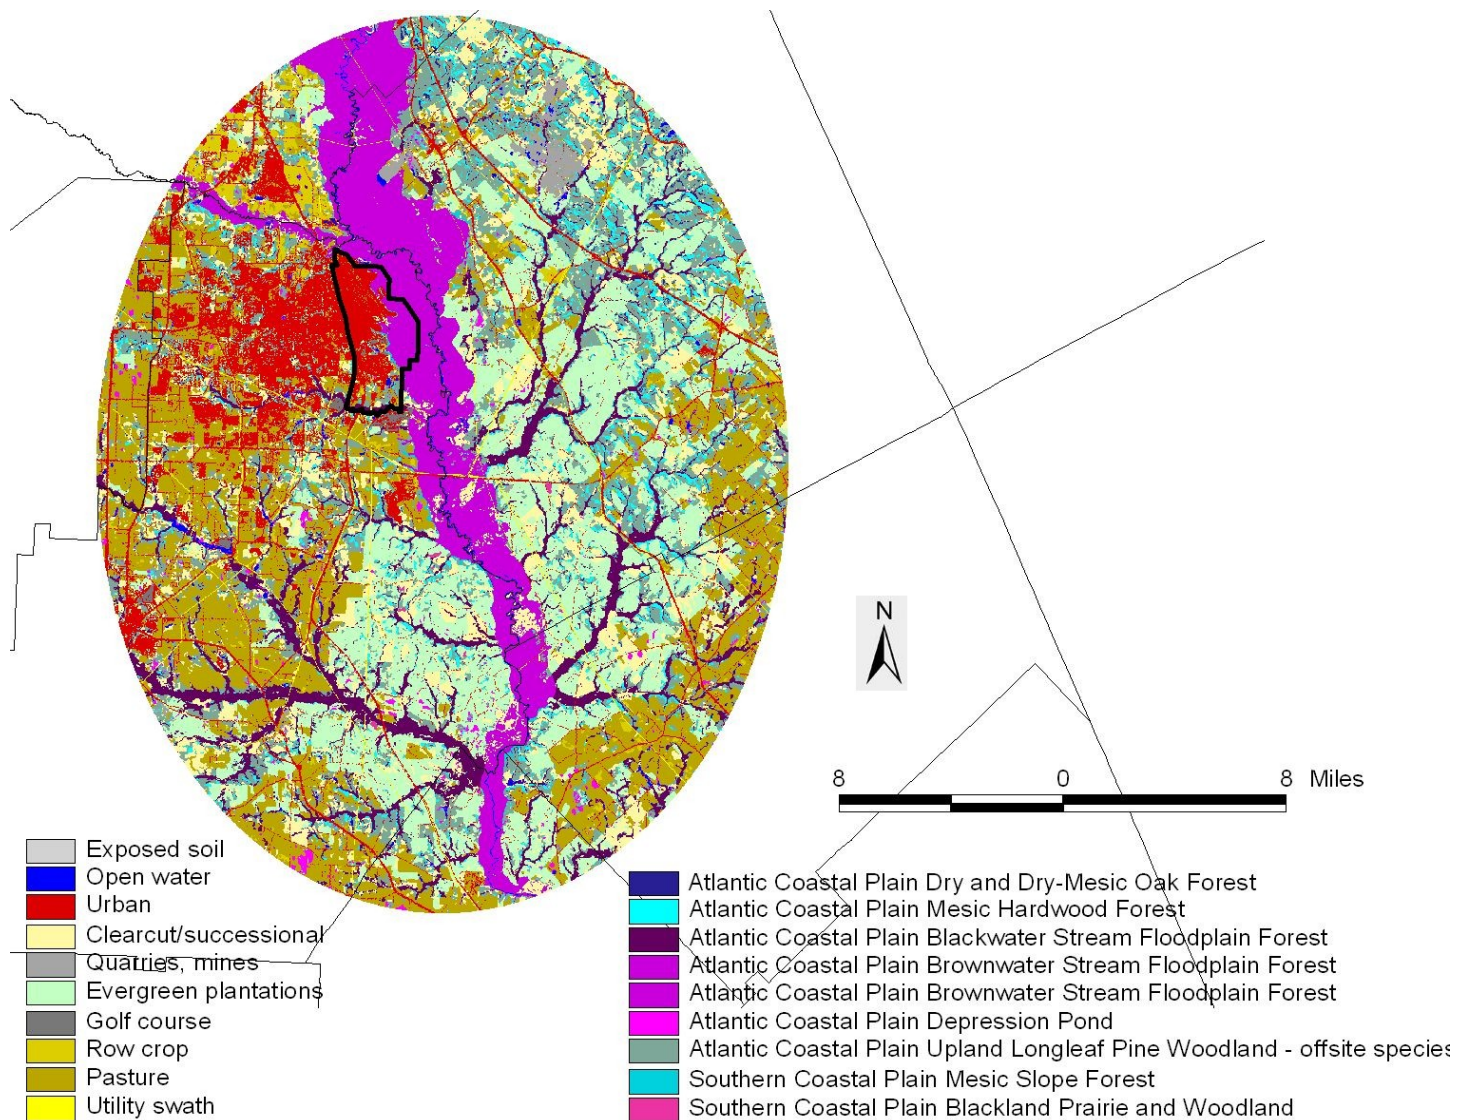 N
8 0 8 Miles
Exposed soil
Open water
Urban
Clearcut/successional
Quarries, mines
Evergreen plantations
Golf course
Row crop
Pasture
Utility swath
Atlantic Coastal Plain Dry and Dry-Mesic Oak Forest
Atlantic Coastal Plain Mesic Hardwood Forest
Atlantic Coastal Plain Blackwater Stream Floodplain Forest
Atlantic Coastal Plain Brownwater Stream Floodplain Forest
Atlantic Coastal Plain Brownwater Stream Floodplain Forest
Atlantic Coastal Plain Depression Pond
Atlantic Coastal Plain Upland Longleaf Pine Woodland - offsite species
Southern Coastal Plain Mesic Slope Forest
Southern Coastal Plain Blackland Prairie and Woodland